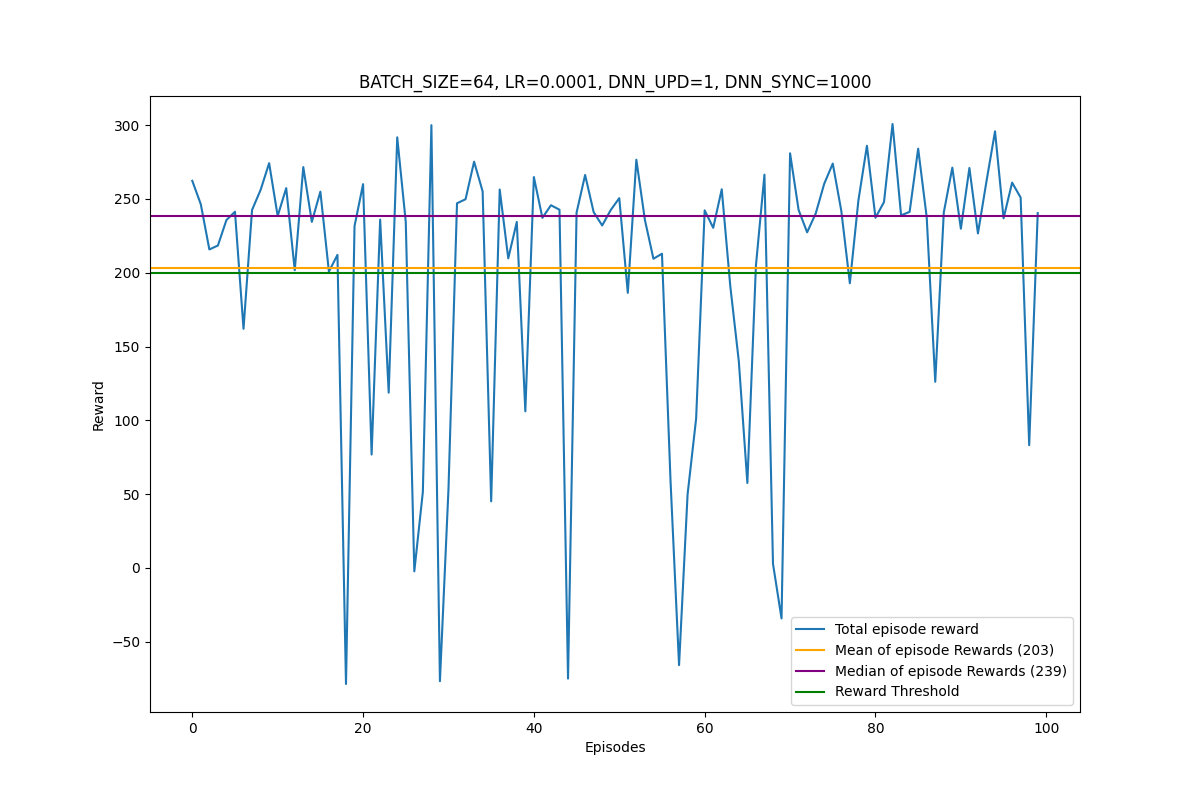 BATCH_SIZE=64, LR=0.0001, DNN_UPD=1, DNN_SYNC=1000
300
250
200
150
100
50
0
−50
Reward
0 20 40 60 80 100
Episodes
Total episode reward
Mean of episode Rewards (203)
Median of episode Rewards (239)
Reward Threshold